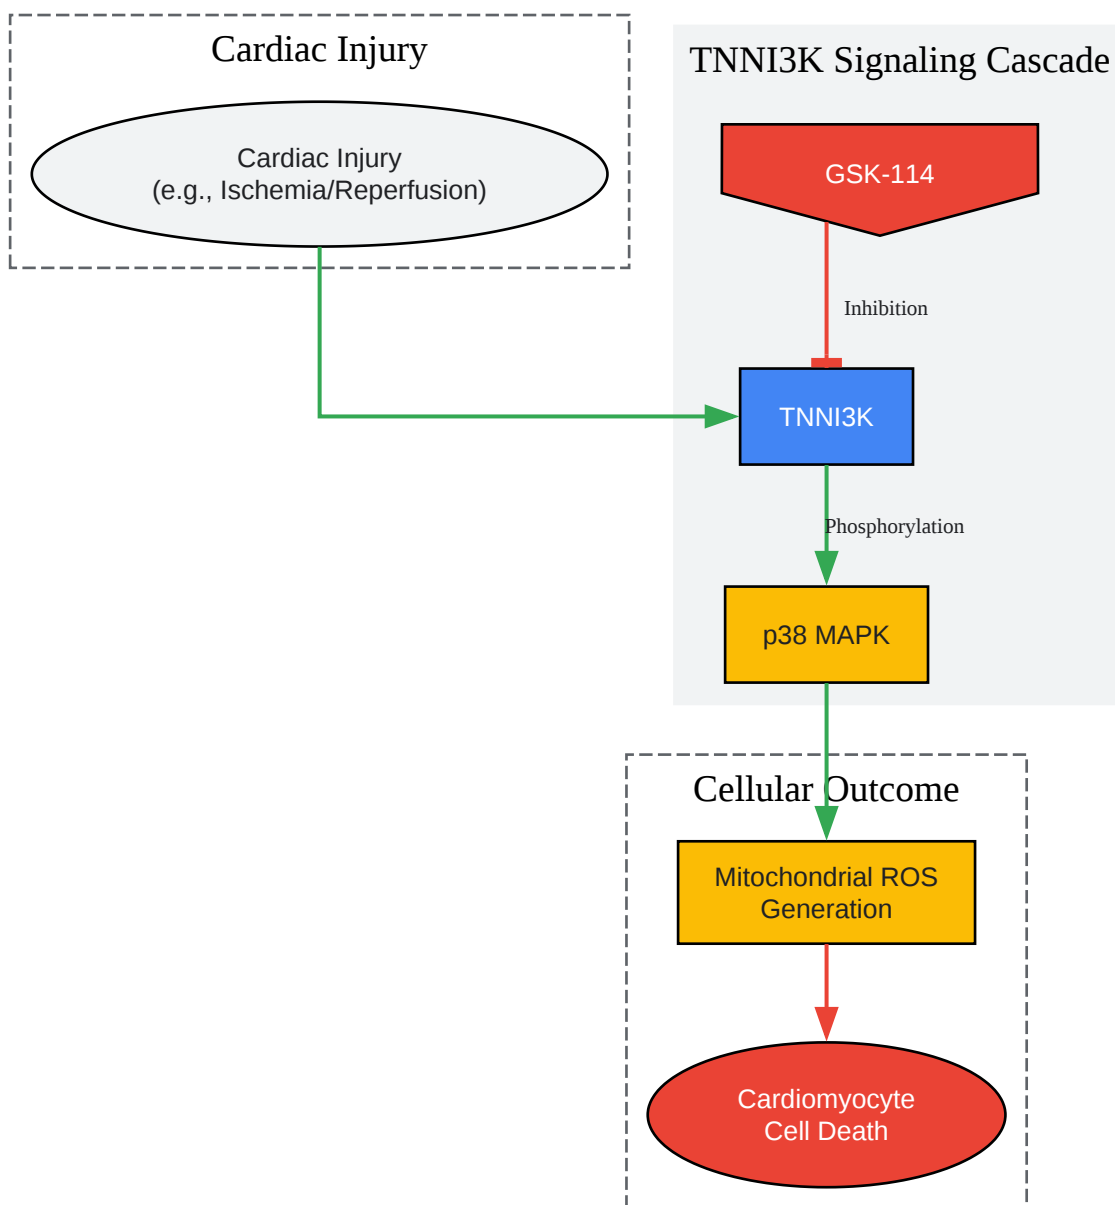 Cardiac Injury
Cardiac Injury
(e.g., Ischemia/Reperfusion)
TNNI3K Signaling Cascade
GSK-114
Inhibition
TNNI3K
Phosphorylation
p38 MAPK
Cellular Outcome
Mitochondrial ROS
Generation
Cardiomyocyte
Cell Death